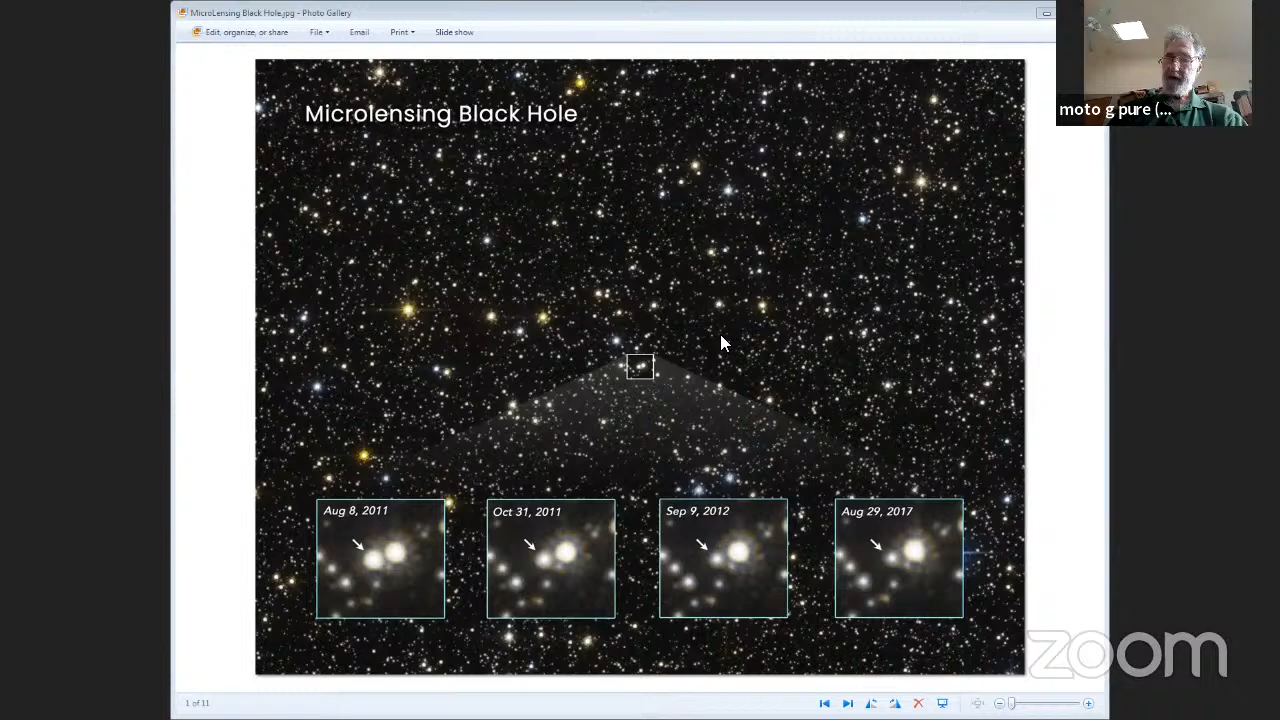 MicroLensing Black Hole.jpg - Photo Gallery
Edit, organize, or share File Email Print Slide show
moto g pure (...
Microlensing Black Hole
Aug 8, 2011
Oct 31, 2011
Sep 9, 2012
Aug 29, 2017
zoom
1 of 11